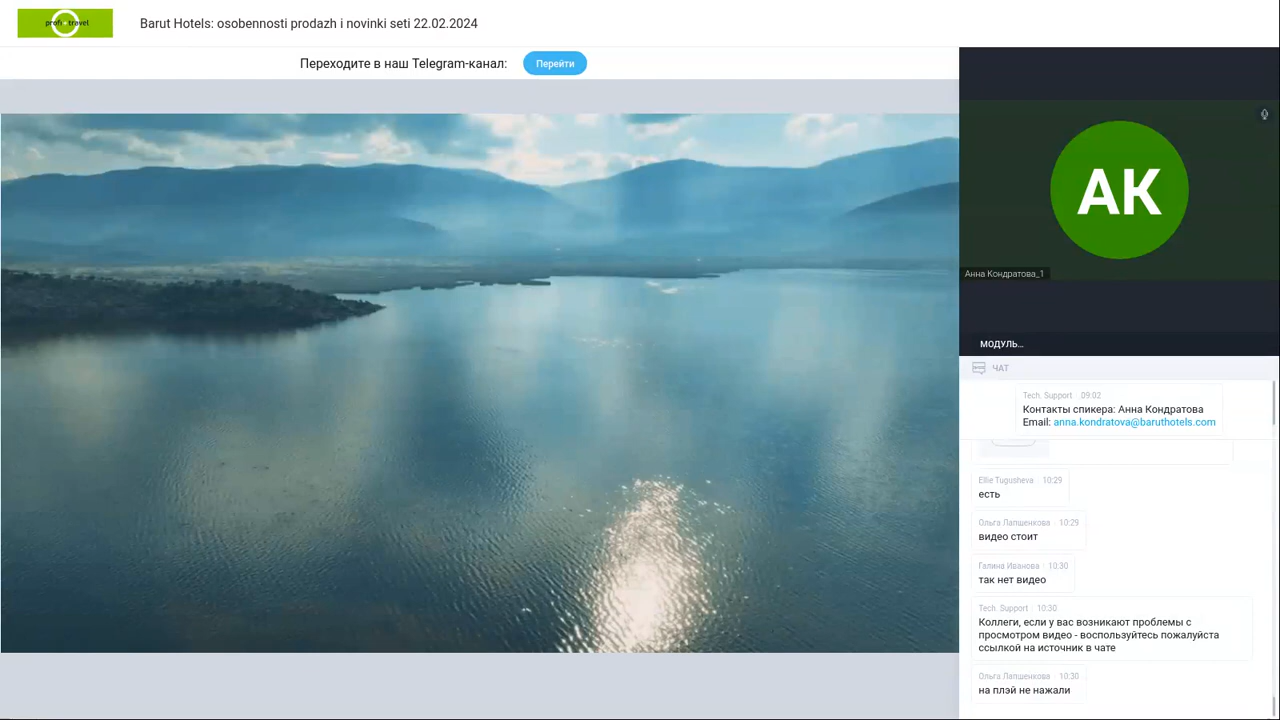 profi travel
Barut Hotels: osobennosti prodazh i novinki seti 22.02.2024
Переходите в наш Telegram-канал:
Перейти
АК
Анна Кондратова_1
МОДУЛЬ...
ЧАТ
Tech. Support 09:02
Контакты спикера: Анна Кондратова
Email: anna.kondratova@baruthotels.com
Ellie Tugusheva 10:29
есть
Ольга Лапшенкова 10:29
видео стоит
Галина Иванова 10:30
так нет видео
Tech. Support 10:30
Коллеги, если у вас возникают проблемы с
просмотром видео - воспользуйтесь пожалуйста
ссылкой на источник в чате
Ольга Лапшенкова 10:30
на плэй не нажали